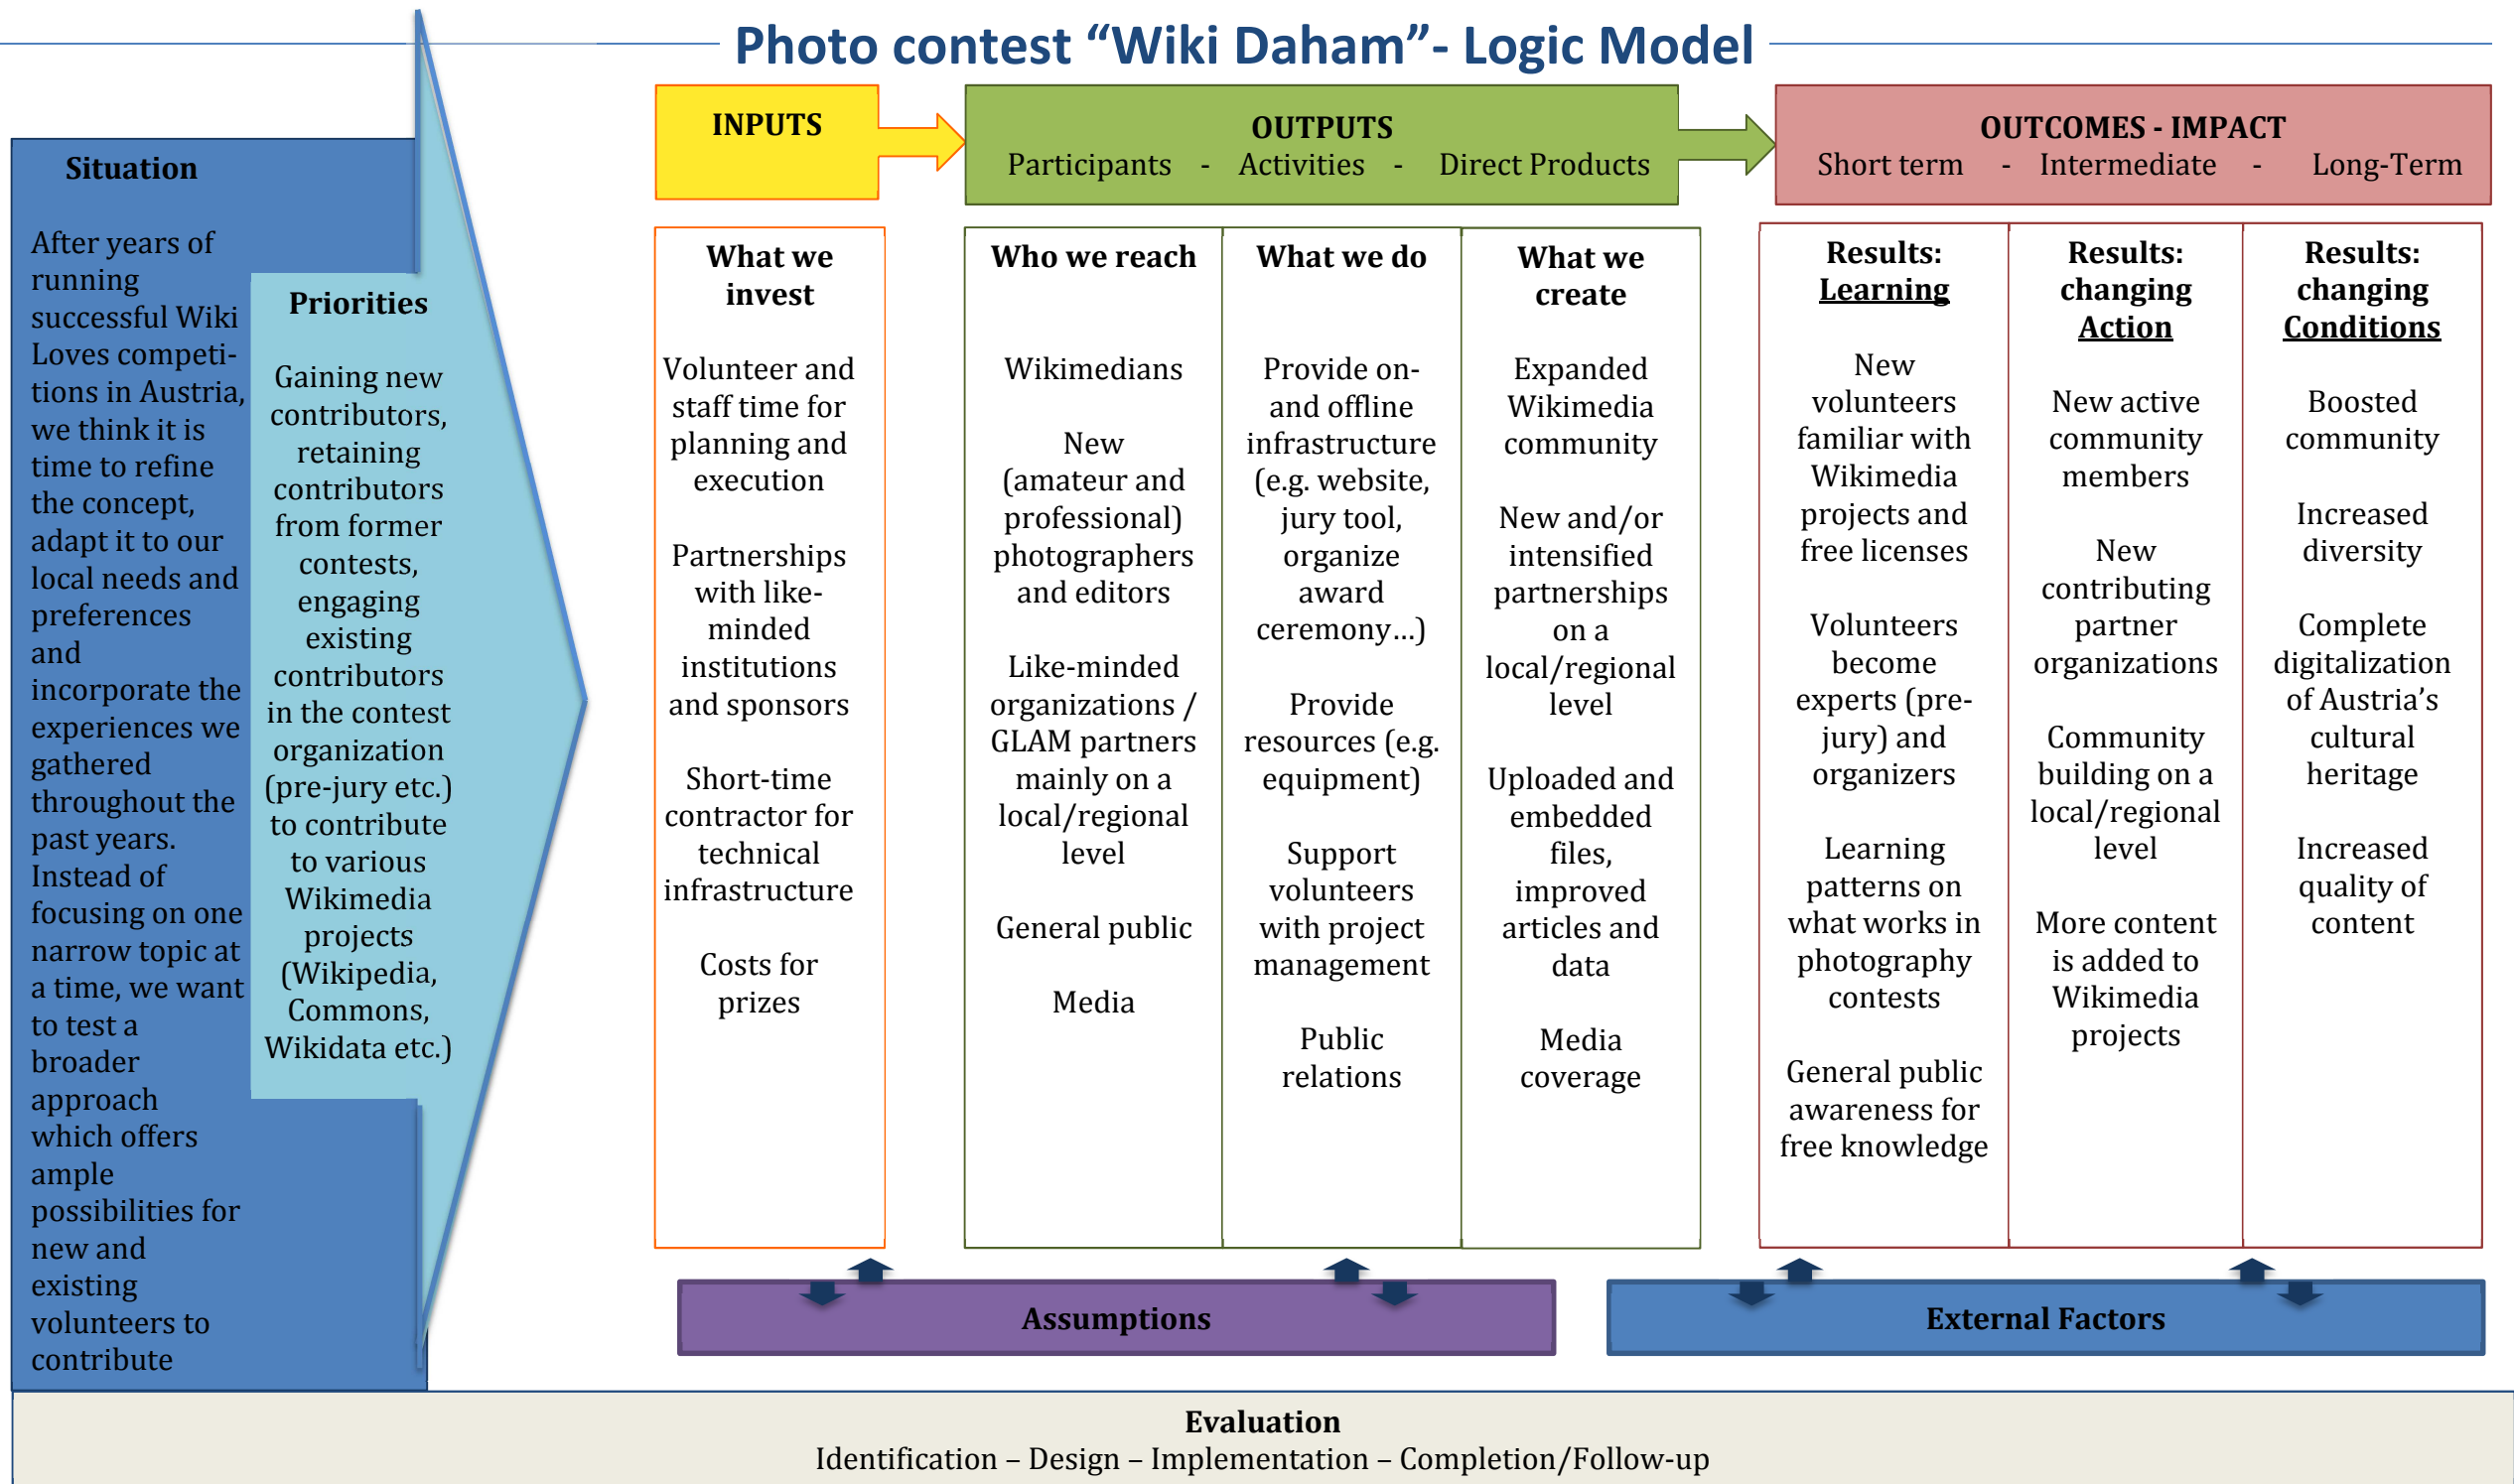 Photo contest “Wiki Daham”- Logic Model
Situation
After years of
running
successful Wiki
Loves competi-
tions in Austria,
we think it is
time to refine
the concept,
adapt it to our
local needs and
preferences
and
incorporate the
experiences we
gathered
throughout the
past years.
Instead of
focusing on one
narrow topic at
a time, we want
to test a
broader
approach
which offers
ample
possibilities for
new and
existing
volunteers to
contribute
Priorities
Gaining new
contributors,
retaining
contributors
from former
contests,
engaging
existing
contributors
in the contest
organization
(pre-jury etc.)
to contribute
to various
Wikimedia
projects
(Wikipedia,
Commons,
Wikidata etc.)
INPUTS
What we
invest
Volunteer and
staff time for
planning and
execution
Partnerships
with like-
minded
institutions
and sponsors
Short-time
contractor for
technical
infrastructure
Costs for
prizes
OUTPUTS
Participants - Activities - Direct Products
Who we reach
Wikimedians
New
(amateur and
professional)
photographers
and editors
Like-minded
organizations /
GLAM partners
mainly on a
local/regional
level
General public
Media
What we do
Provide on-
and offline
infrastructure
(e.g. website,
jury tool,
organize
award
ceremony…)
Provide
resources (e.g.
equipment)
Support
volunteers
with project
management
Public
relations
What we
create
Expanded
Wikimedia
community
New and/or
intensified
partnerships
on a
local/regional
level
Uploaded and
embedded
files,
improved
articles and
data
Media
coverage
OUTCOMES - IMPACT
Short term - Intermediate - Long-Term
Results:
Learning
New
volunteers
familiar with
Wikimedia
projects and
free licenses
Volunteers
become
experts (pre-
jury) and
organizers
Learning
patterns on
what works in
photography
contests
General public
awareness for
free knowledge
Results:
changing
Action
New active
community
members
New
contributing
partner
organizations
Community
building on a
local/regional
level
More content
is added to
Wikimedia
projects
Results:
changing
Conditions
Boosted
community
Increased
diversity
Complete
digitalization
of Austria’s
cultural
heritage
Increased
quality of
content
Assumptions
External Factors
Evaluation
Identification – Design – Implementation – Completion/Follow-up